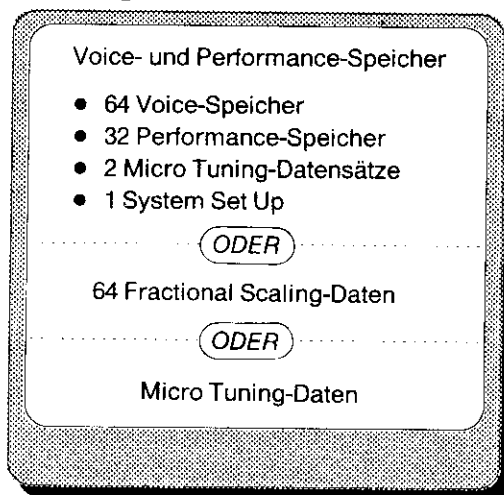 Voice- und Performance-Speicher
● 64 Voice-Speicher
● 32 Performance-Speicher
● 2 Micro Tuning-Datensätze
● 1 System Set Up
ODER
64 Fractional Scaling-Daten
ODER
Micro Tuning-Daten